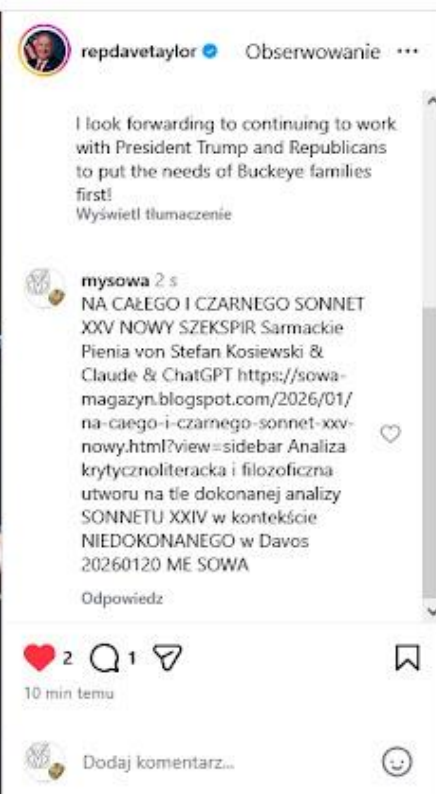 repdavetaylor Obserwowanie ...
I look forwarding to continuing to work
with President Trump and Republicans
to put the needs of Buckeye families
first!
Wyświetl tłumaczenie
mysowa 2 s
NA CAŁEGO I CZARNEGO SONNET
XXV NOWY SZEKSPIR Sarmackie
Pienia von Stefan Kosiewski &
Claude & ChatGPT https://sowa-
magazyn.blogspot.com/2026/01/
na-caego-i-czarnego-sonnet-xxv-
nowy.html?view=sidebar Analiza
krytycznoliteracka i filozoficzna
utworu na tle dokonanej analizy
SONNETU XXIV w kontekście
NIEDOKONANEGO w Davos
20260120 ME SOWA
Odpowiedz
2 1
10 min temu
Dodaj komentarz...